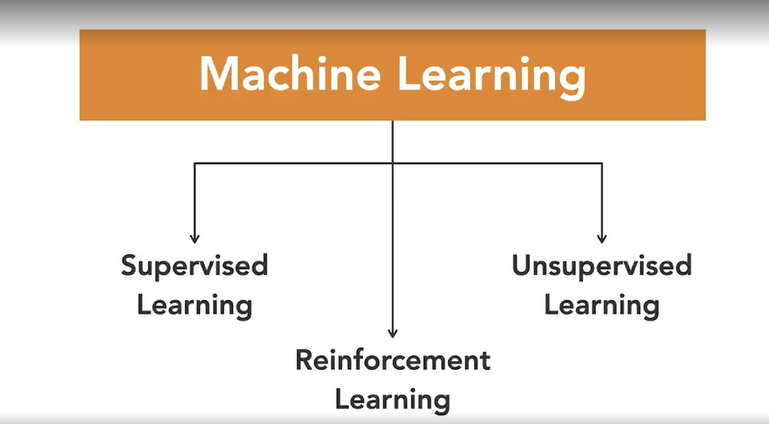 Machine Learning
Supervised
Learning
Unsupervised
Learning
Reinforcement
Learning